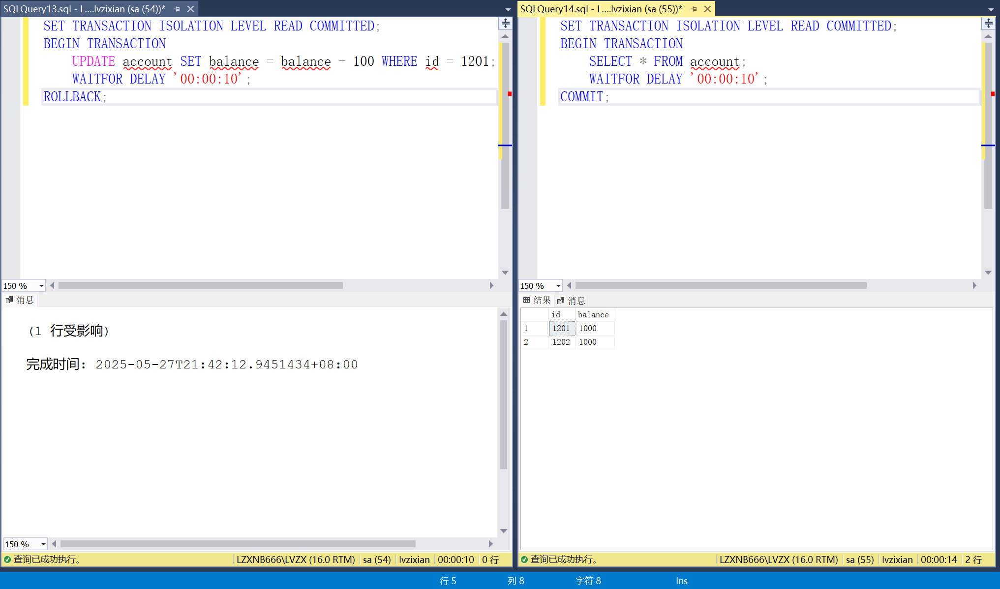 SQLQuery13.sql - L....lvzixian (sa (54))*
SET TRANSACTION ISOLATION LEVEL READ COMMITTED;
BEGIN TRANSACTION
UPDATE account SET balance = balance - 100 WHERE id = 1201;
WAITFOR DELAY '00:00:10';
ROLLBACK;
150 %
消息
(1 行受影响)
完成时间: 2025-05-27T21:42:12.9451434+08:00
150 %
查询已成功执行。
LZXNB666\LVZX (16.0 RTM)
sa (54)
lvzixian
00:00:10
0 行
SQLQuery14.sql - L....lvzixian (sa (55))*
SET TRANSACTION ISOLATION LEVEL READ COMMITTED;
BEGIN TRANSACTION
SELECT * FROM account;
WAITFOR DELAY '00:00:10';
COMMIT;
150 %
结果 消息
id balance
1 1201 1000
2 1202 1000
查询已成功执行。
LZXNB666\LVZX (16.0 RTM)
sa (55)
lvzixian
00:00:14
2 行
行 5 列 8 字符 8 Ins